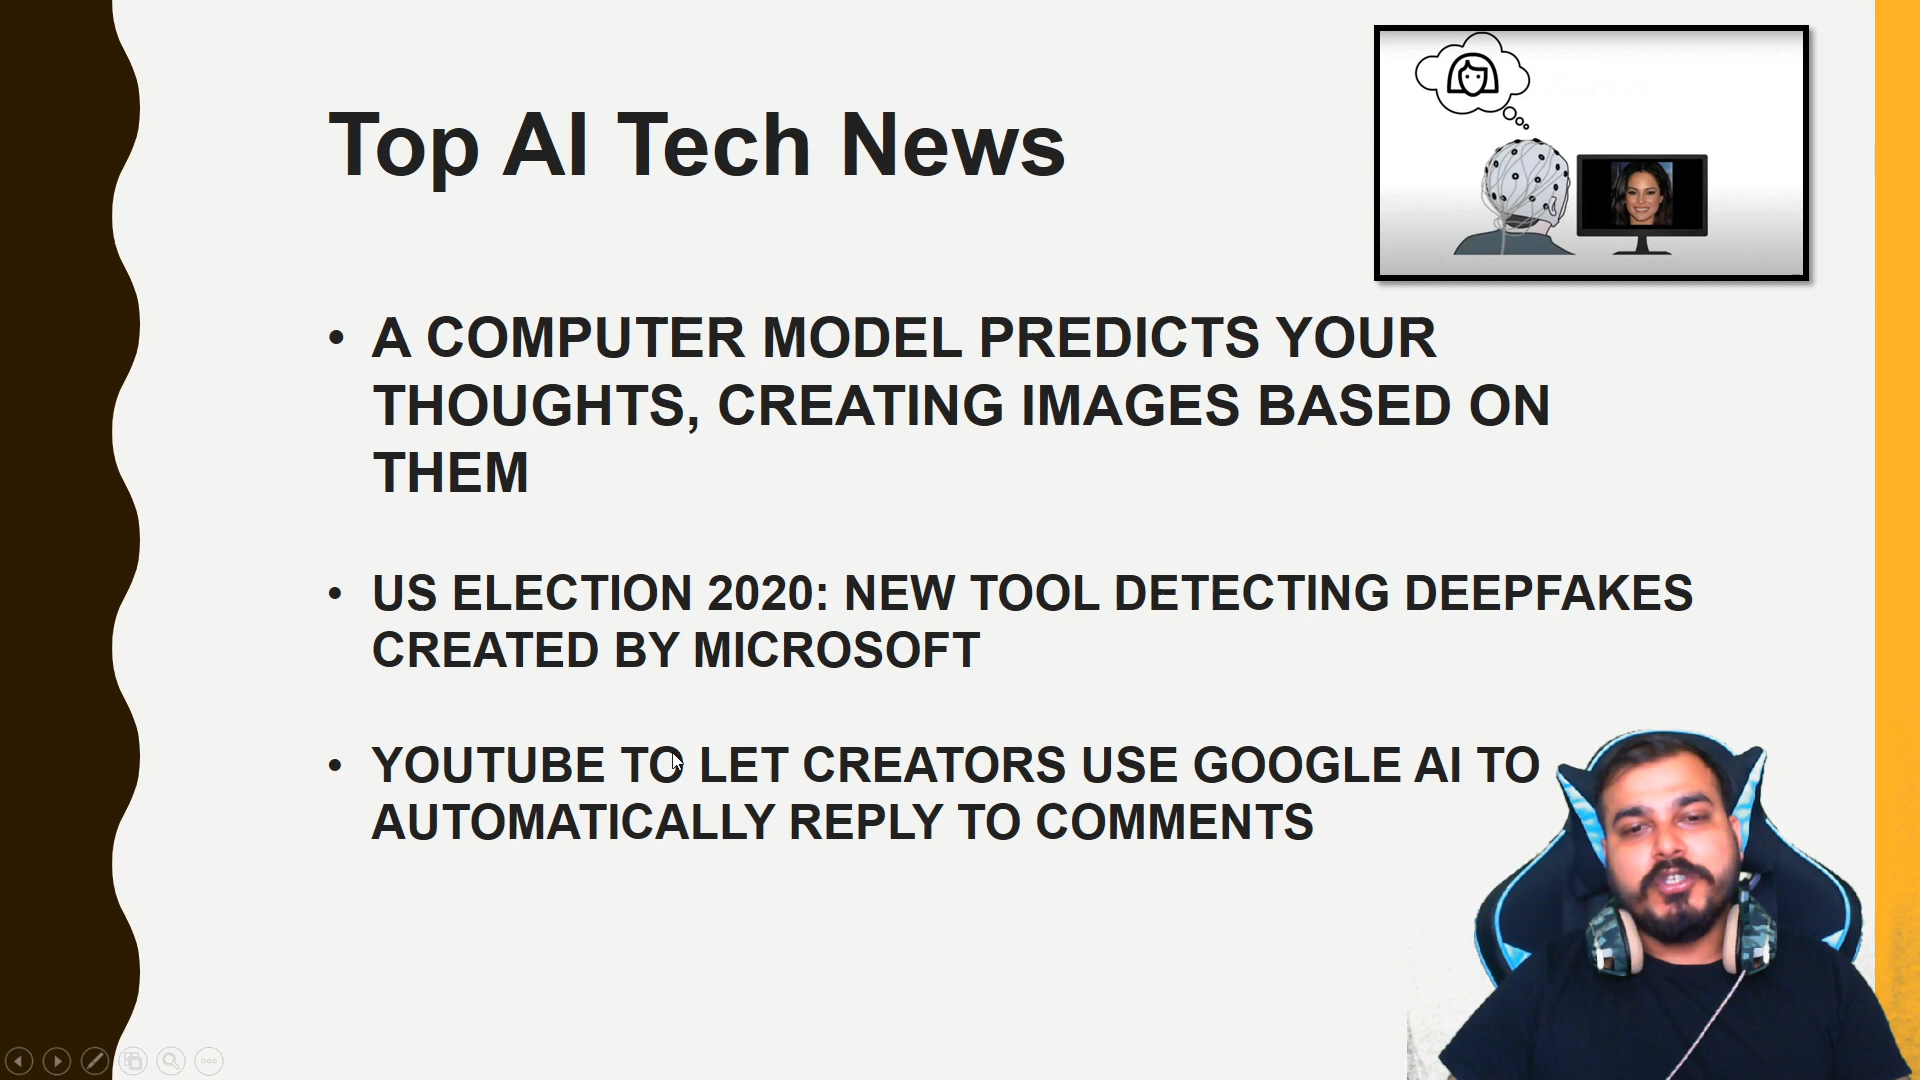 Top AI Tech News
• A COMPUTER MODEL PREDICTS YOUR
THOUGHTS, CREATING IMAGES BASED ON
THEM
• US ELECTION 2020: NEW TOOL DETECTING DEEPFAKES
CREATED BY MICROSOFT
• YOUTUBE TO LET CREATORS USE GOOGLE AI TO
AUTOMATICALLY REPLY TO COMMENTS